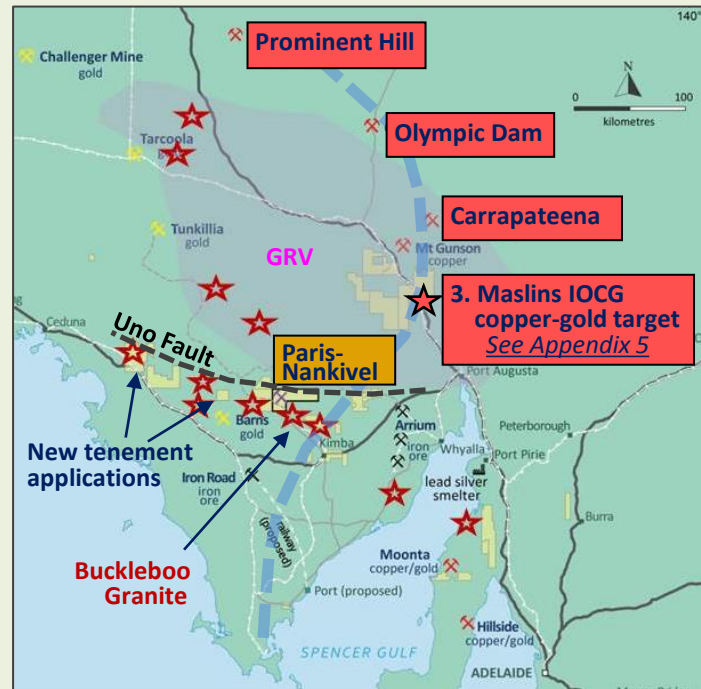 140°
Prominent Hill
Challenger Mine
gold
N
0 100
kilometres
Olympic Dam
Tarcoola
Carrapateena
Tunkillia
gold
Mt Gunson
copper
GRV
3. Maslins IOCG
copper-gold target
See Appendix 5
Ceduna
Uno Fault
Paris-
Nankivel
Port Augusta
Barns
gold
Arrium
iron
ore
New tenement
applications
Kimba
Whyalla
Peterborough
Port Pirie
Iron Road
iron
ore
lead silver
smelter
railway
(proposed)
Burra
Buckleboo
Granite
Moonta
copper/gold
Port (proposed)
Hillside
copper/gold
SPENCER GULF
ADELAIDE